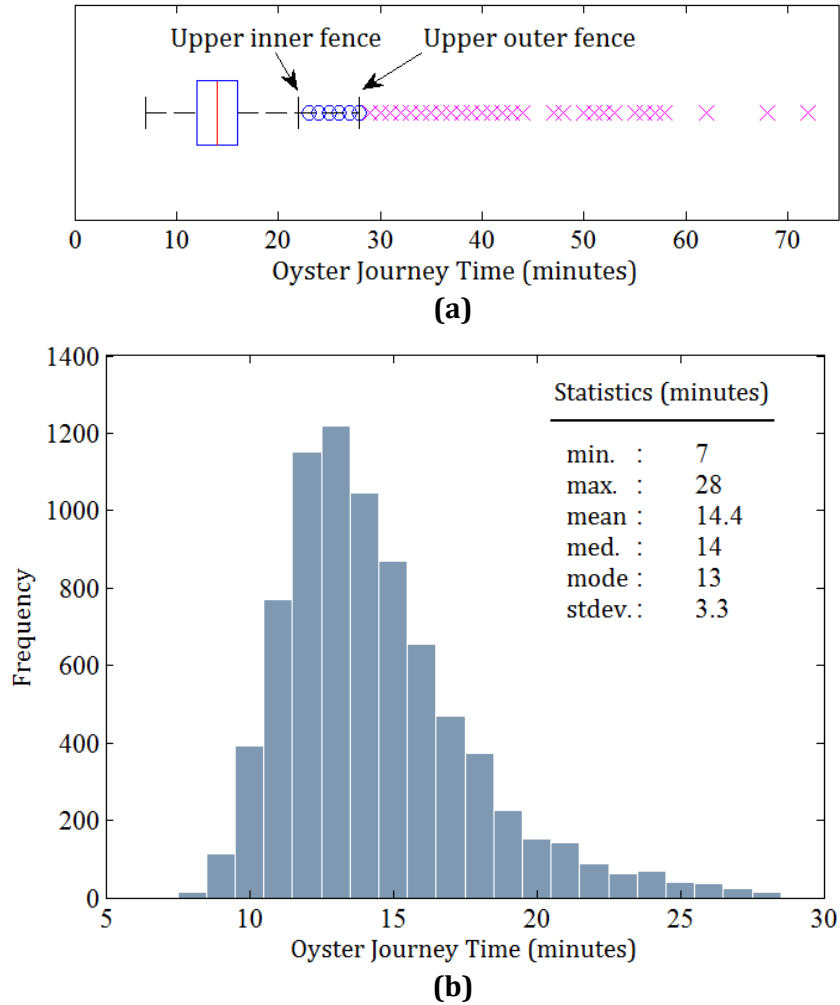 Upper inner fence Upper outer fence
0 10 20 30 40 50 60 70
Oyster Journey Time (minutes)
(a)
1400
1200
1000
800
600
400
200
0
Frequency
Statistics (minutes)
min. : 7
max. : 28
mean : 14.4
med. : 14
mode : 13
stdev. : 3.3
5 10 15 20 25 30
Oyster Journey Time (minutes)
(b)